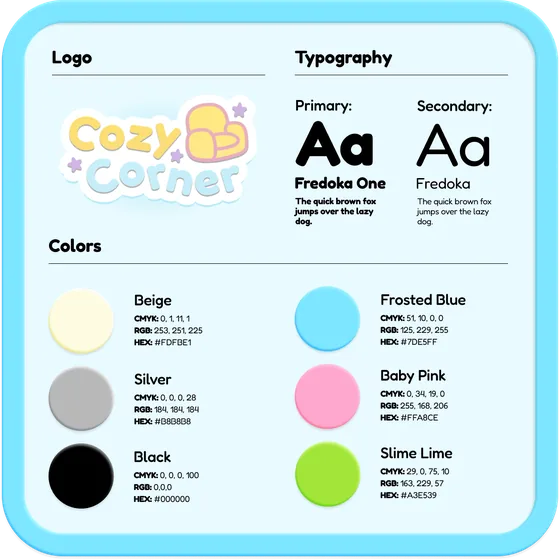 Logo
Typography
Cozy
Corner
Primary:
Aa
Fredoka One
The quick brown fox
jumps over the lazy
dog.
Secondary:
Aa
Fredoka
The quick brown fox
jumps over the lazy
dog.
Colors
Beige
CMYK: 0, 1, 11, 1
RGB: 253, 251, 225
HEX: #FDFBE1
Frosted Blue
CMYK: 51, 10, 0, 0
RGB: 125, 229, 255
HEX: #7DE5FF
Silver
CMYK: 0, 0, 0, 28
RGB: 184, 184, 184
HEX: #B8B8B8
Baby Pink
CMYK: 0, 34, 19, 0
RGB: 255, 168, 206
HEX: #FFA8CE
Black
CMYK: 0, 0, 0, 100
RGB: 0,0,0
HEX: #000000
Slime Lime
CMYK: 29, 0, 75, 10
RGB: 163, 229, 57
HEX: #A3E539